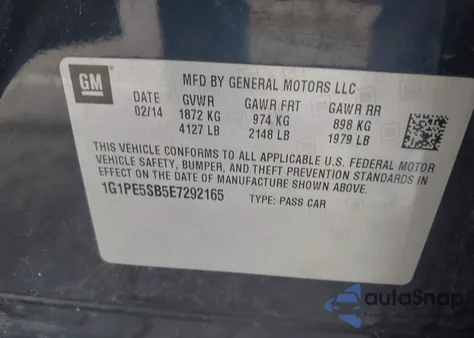 GM
MFD BY GENERAL MOTORS LLC
DATE GVWR GAWR FRT GAWR RR
02/14 1872 KG 974 KG 898 KG
4127 LB 2148 LB 1979 LB
THIS VEHICLE CONFORMS TO ALL APPLICABLE U.S. FEDERAL MOTOR
VEHICLE SAFETY, BUMPER, AND THEFT PREVENTION STANDARDS IN
EFFECT ON THE DATE OF MANUFACTURE SHOWN ABOVE.
1G1PE5SB5E7292165 TYPE: PASS CAR
autoSnap